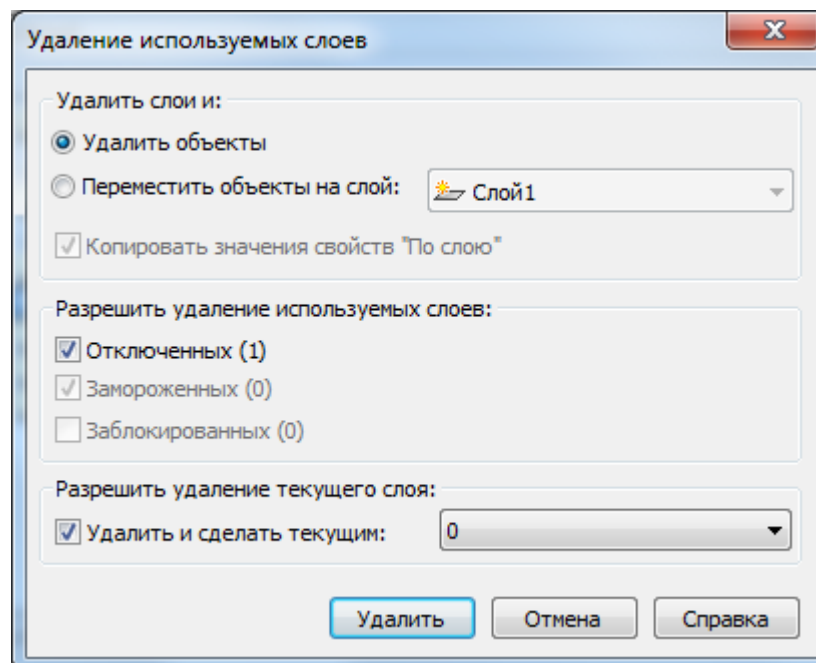 Удаление используемых слоев
Удалить слои и:
Удалить объекты
Переместить объекты на слой: Слой1
Копировать значения свойств "По слою"
Разрешить удаление используемых слоев:
Отключенных (1)
Замороженных (0)
Заблокированных (0)
Разрешить удаление текущего слоя:
Удалить и сделать текущим: 0
Удалить Отмена Справка